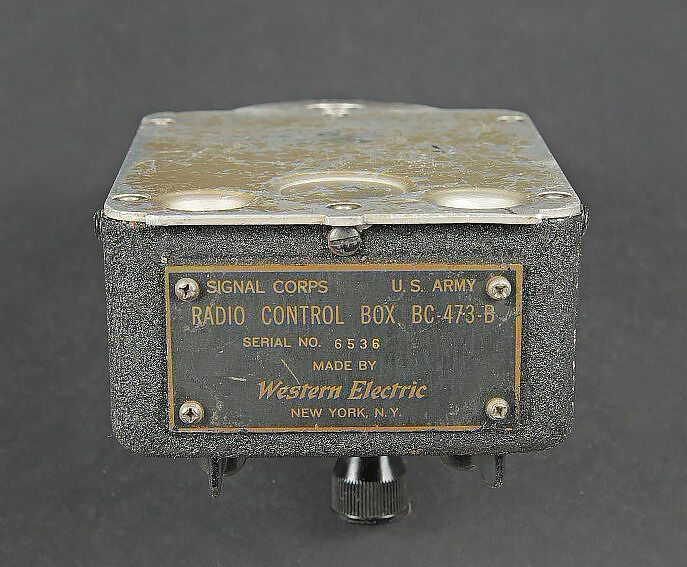 SIGNAL CORPS U.S. ARMY
RADIO CONTROL BOX BC-473-B
SERIAL NO. 6536
MADE BY
Western Electric
NEW YORK, N.Y.